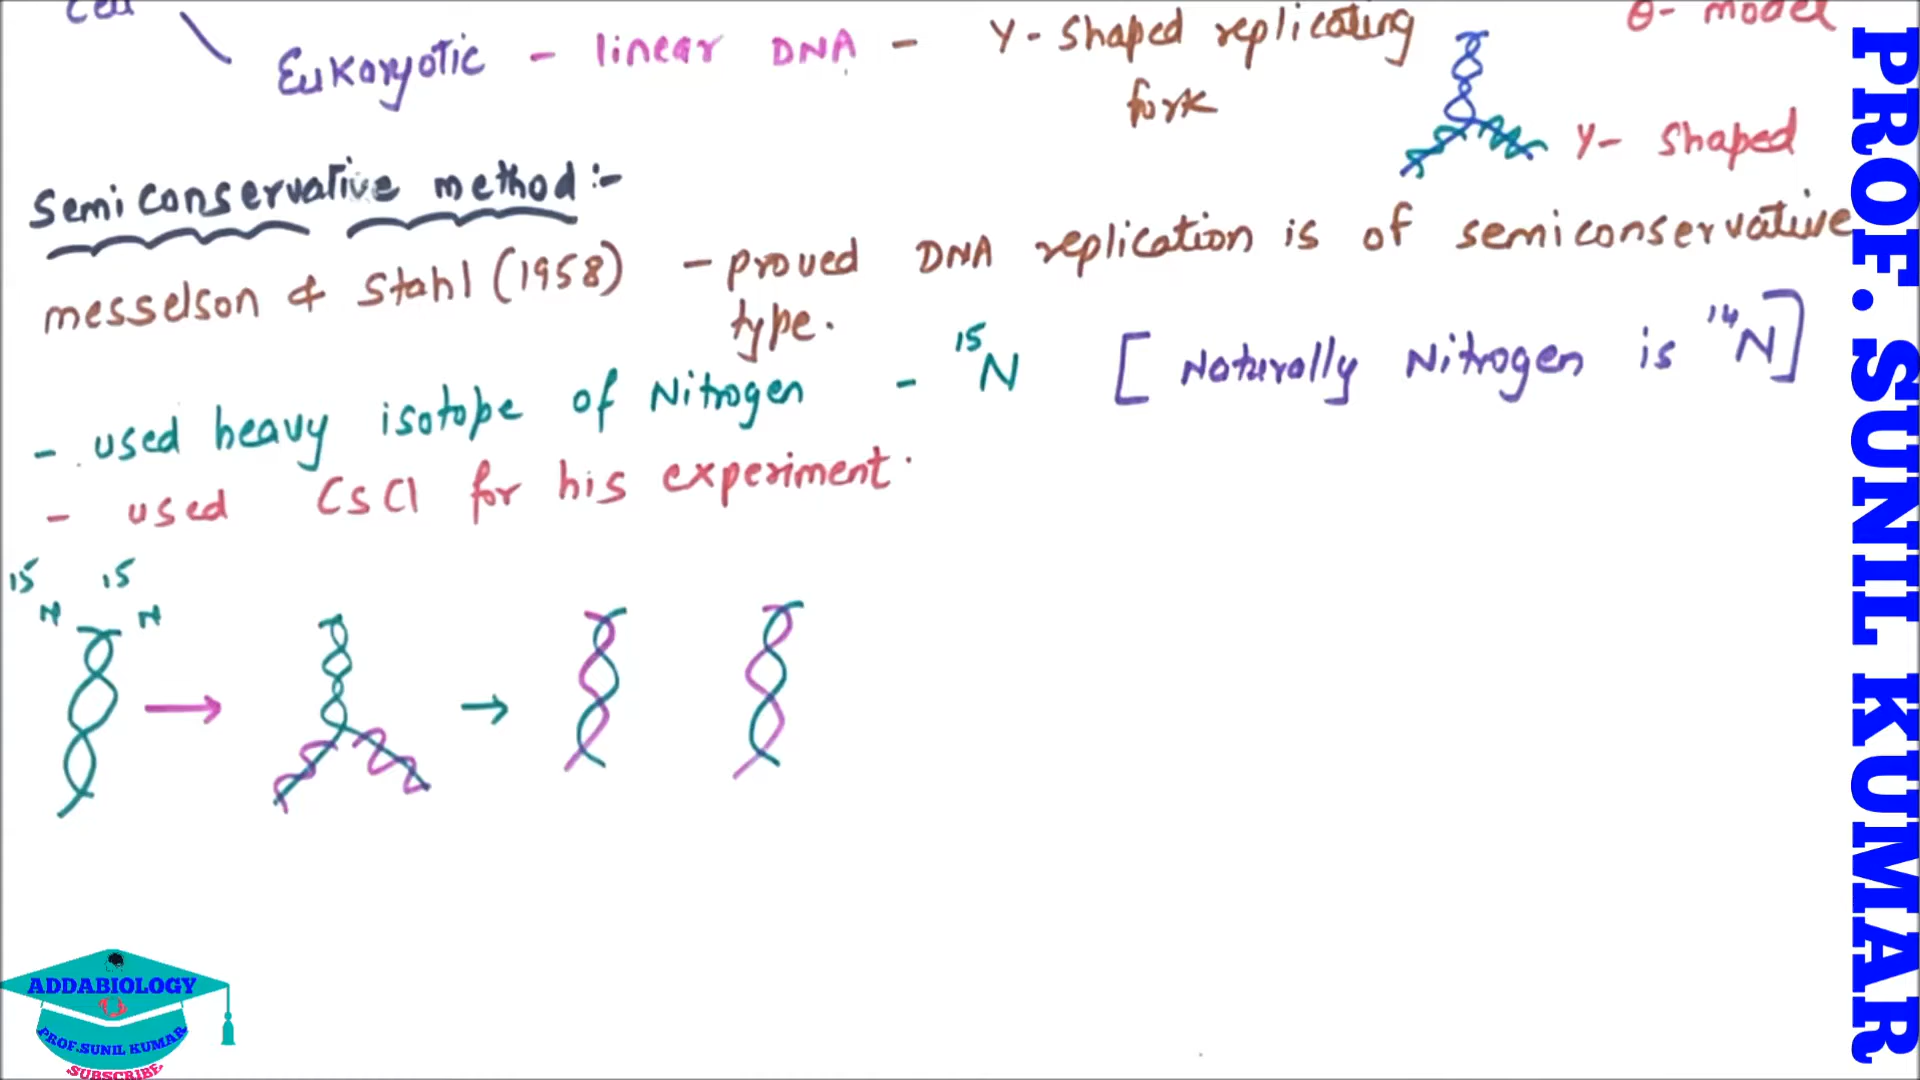 Cell
Eukaryotic - linear DNA - Y-shaped replicating
fork
θ- model
Y- shaped
Semiconservative method:-
messelson & Stahl (1958) - proved DNA replication is of semiconservative
type.
- used heavy isotope of Nitrogen - 15N [Naturally Nitrogen is 14N]
- used CsCl for his experiment.
15N 15N
ADDABIOLOGY
PROF.SUNIL KUMAR
SUBSCRIBE
PROF. SUNIL KUMAR